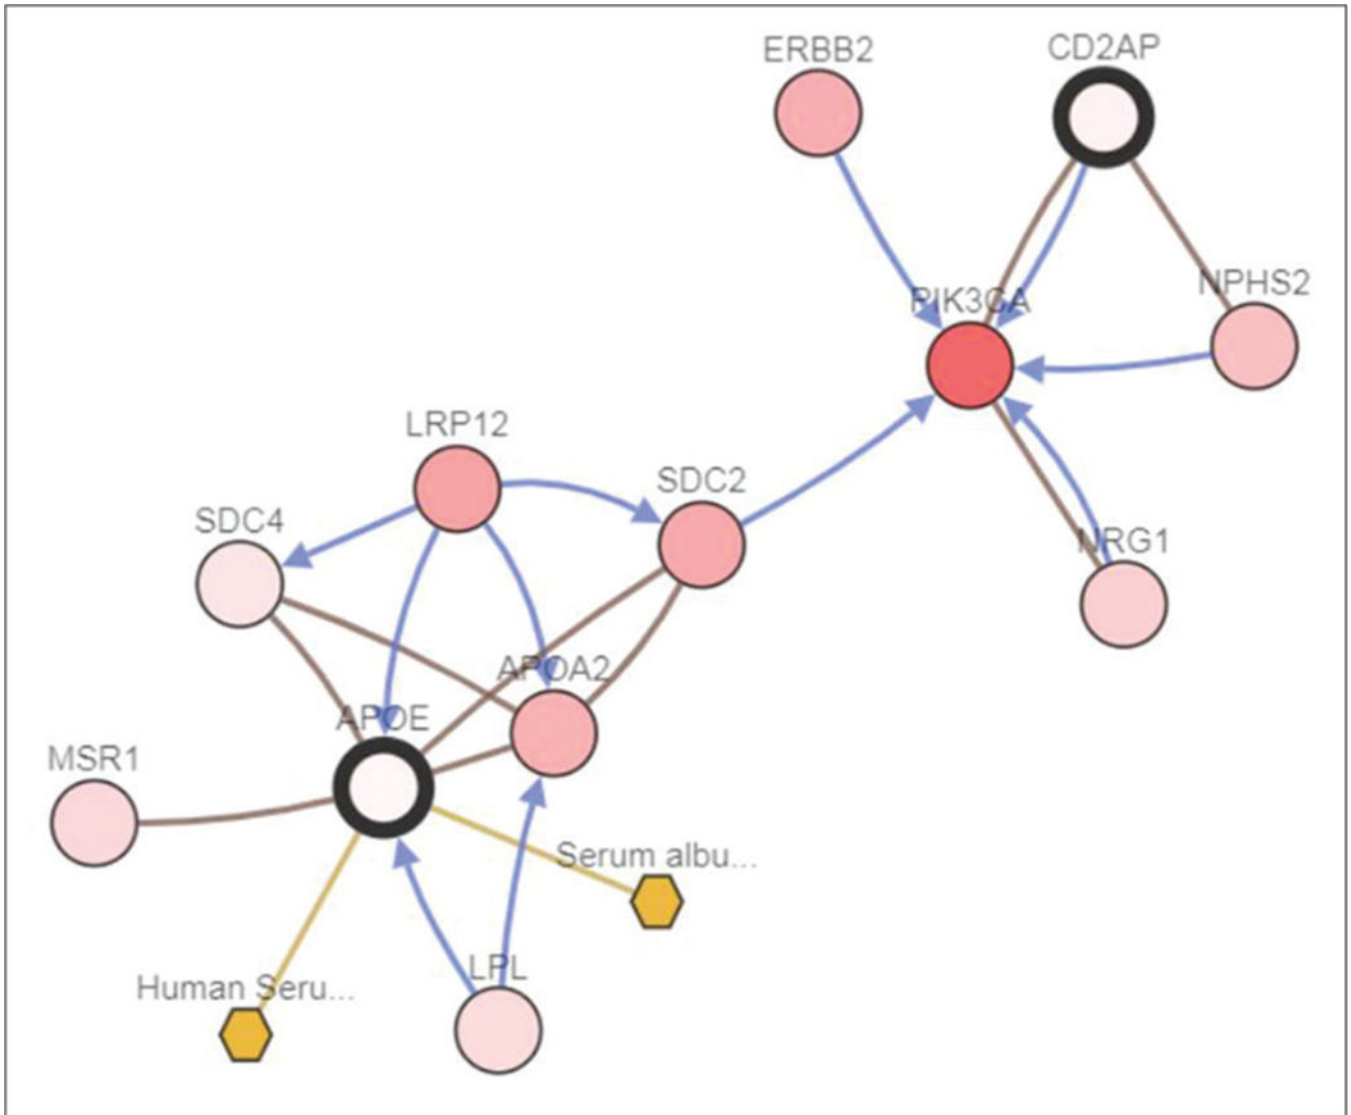 ERBB2
CD2AP
PIK3CA
NPHS2
LRP12
SDC2
SDC4
NRG1
APOA2
APOE
MSR1
Serum albu...
LPL
Human Seru...